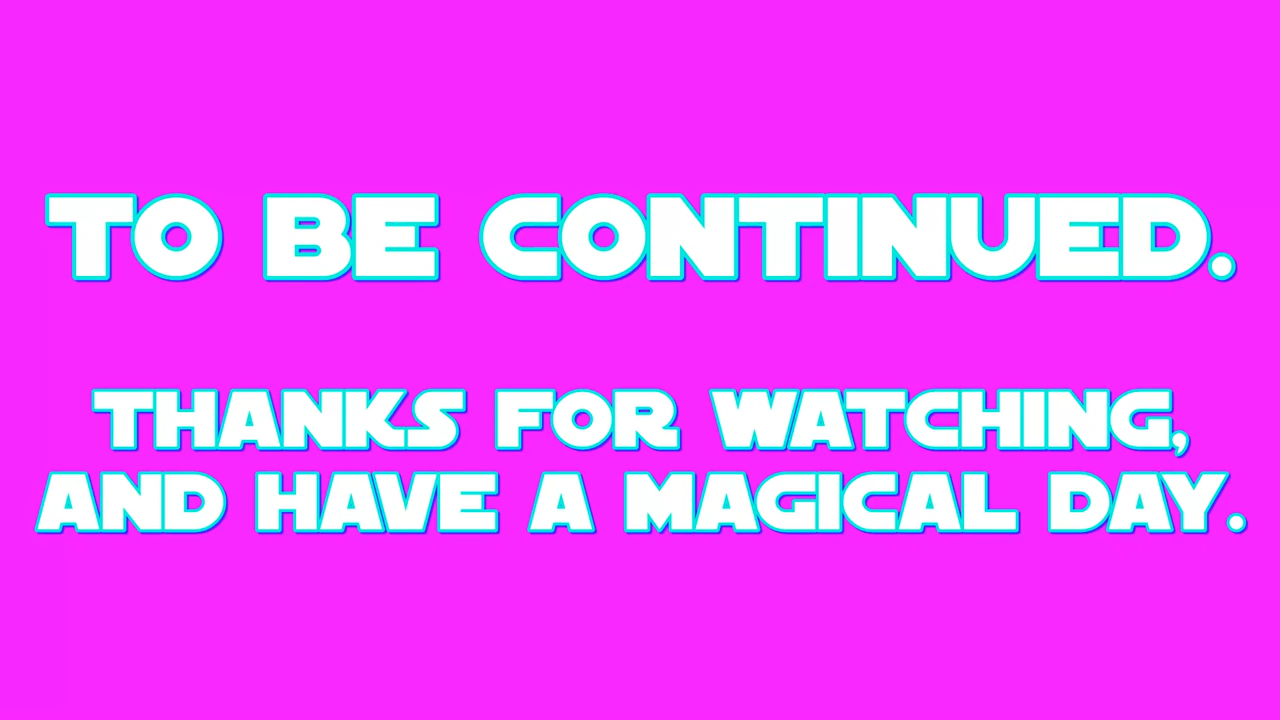 TO BE CONTINUED.
THANKS FOR WATCHING,
AND HAVE A MAGICAL DAY.